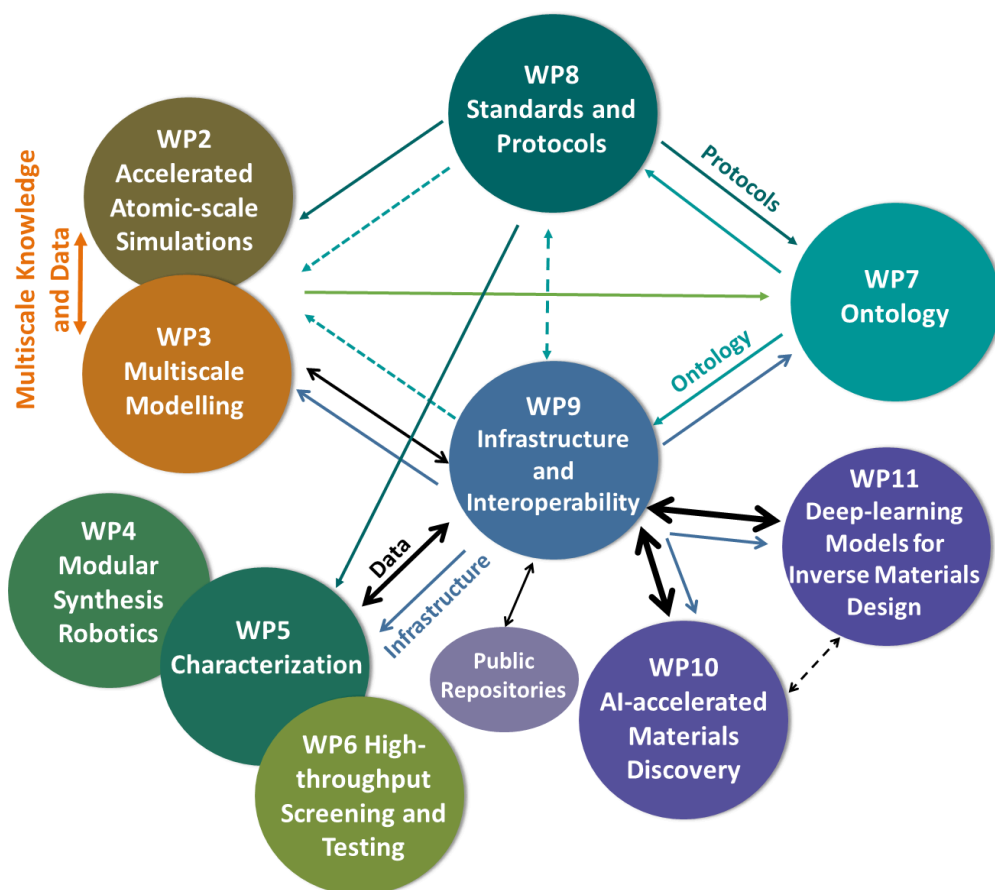 WP8
Standards and
Protocols
WP2
Accelerated
Atomic-scale
Simulations
Multiscale Knowledge
and Data
Protocols
WP7
Ontology
WP3
Multiscale
Modelling
Ontology
WP9
Infrastructure
and
Interoperability
WP11
Deep-learning
Models for
Inverse Materials
Design
WP4
Modular
Synthesis
Robotics
Data
Infrastructure
WP5
Characterization
Public
Repositories
WP10
AI-accelerated
Materials
Discovery
WP6 High-
throughput
Screening and
Testing